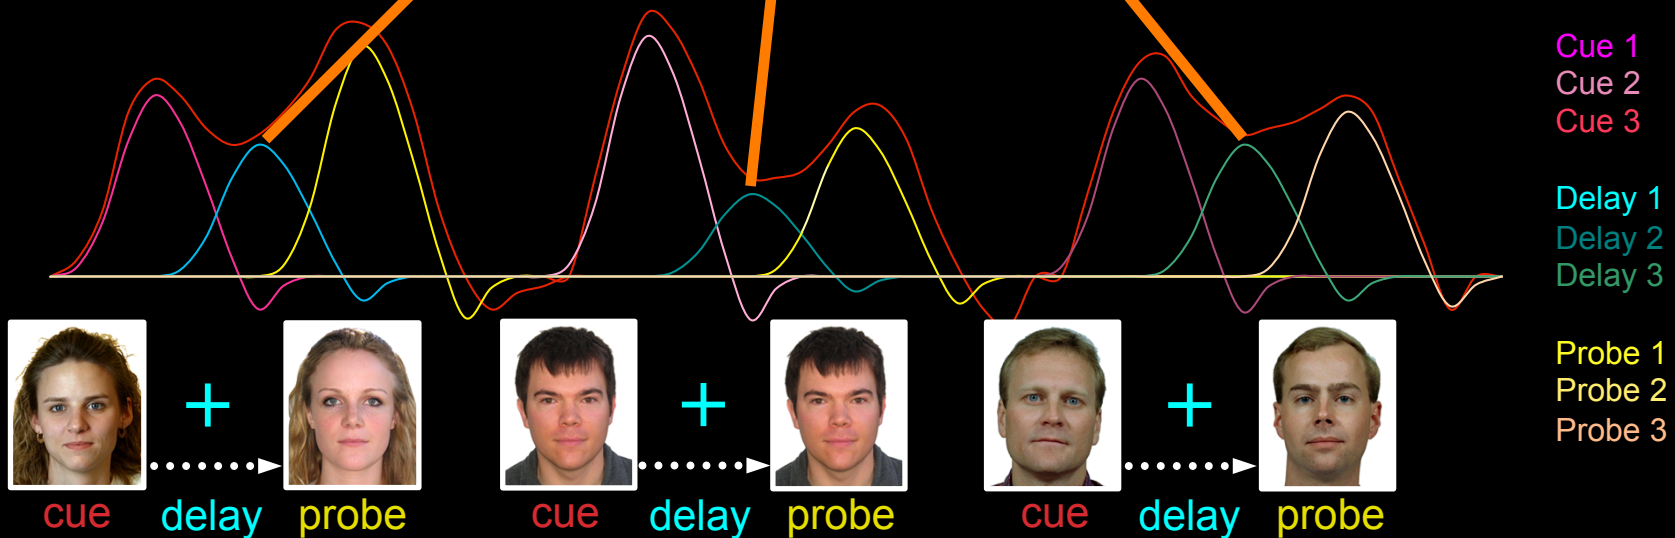 Cue 1
Cue 2
Cue 3
Delay 1
Delay 2
Delay 3
Probe 1
Probe 2
Probe 3
+ + +
cue delay probe cue delay probe cue delay probe